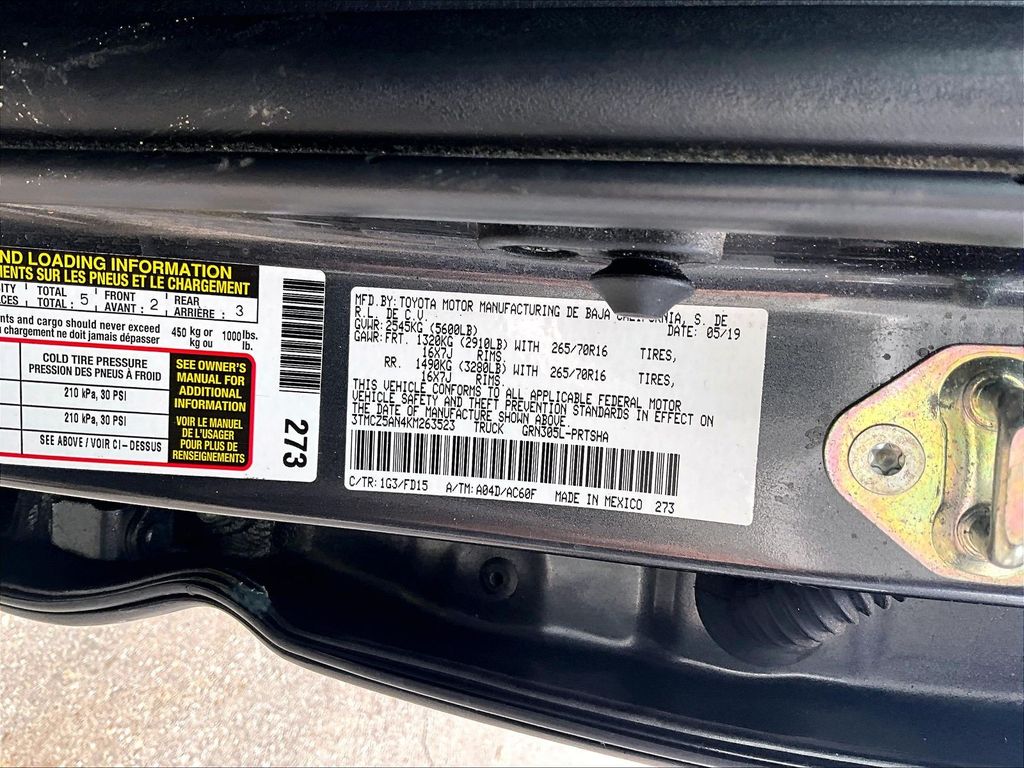 ND LOADING INFORMATION
MENTS SUR LES PNEUS ET LE CHARGEMENT
ITY TOTAL FRONT REAR
ACES TOTAL : 5 AVANT : 2 ARRIÈRE : 3
nts and cargo should never exceed 450 kg or 1000 lbs.
u chargement ne doit jamais dépasser kg ou lb.
COLD TIRE PRESSURE
PRESSION DES PNEUS À FROID
210 kPa, 30 PSI
210 kPa, 30 PSI
SEE ABOVE / VOIR CI-DESSUS
SEE OWNER'S
MANUAL FOR
ADDITIONAL
INFORMATION
VOIR LE MANUEL
DE L'USAGER
POUR PLUS DE
RENSEIGNEMENTS
273
MFD.BY: TOYOTA MOTOR MANUFACTURING DE BAJA CALIFORNIA, S. DE
R.L. DE C.V. DATE: 05/19
GVWR: 2545KG (5600LB)
GAWR: FRT. 1320KG (2910LB) WITH 265/70R16 TIRES,
16X7J RIMS.
RR. 1490KG (3280LB) WITH 265/70R16 TIRES,
16X7J RIMS.
THIS VEHICLE CONFORMS TO ALL APPLICABLE FEDERAL MOTOR
VEHICLE SAFETY AND THEFT PREVENTION STANDARDS IN EFFECT ON
THE DATE OF MANUFACTURE SHOWN ABOVE.
3TMCZ5AN4KM263523 TRUCK GRN305L-PRTSHA
C/TR: 1G3/FD15 A/TM: A04D/AC60F MADE IN MEXICO 273